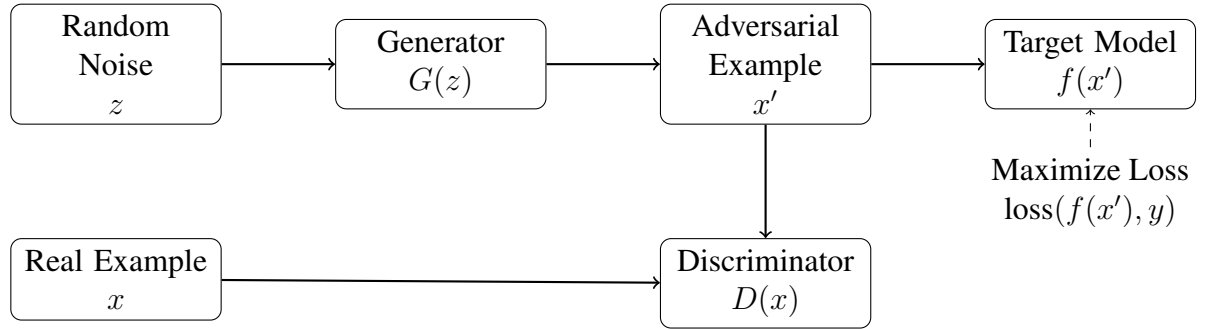 Random
Noise
z
Generator
G(z)
Adversarial
Example
x′
Target Model
f(x′)
Maximize Loss
loss(f(x′), y)
Real Example
x
Discriminator
D(x)